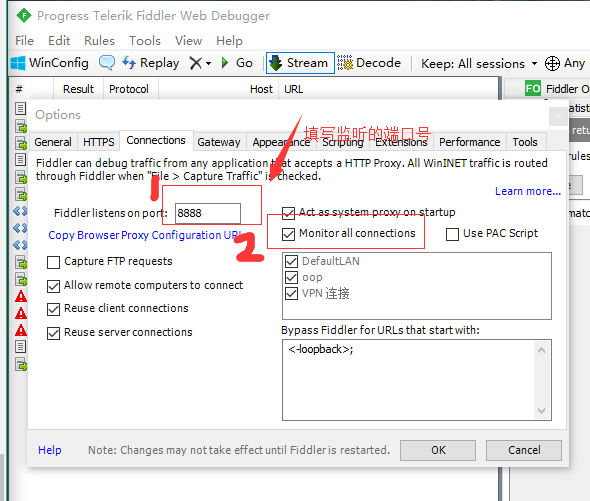 Progress Telerik Fiddler Web Debugger
File Edit Rules Tools View Help
WinConfig Replay Go Stream Decode Keep: All sessions Any
# Result Protocol Host URL
FO Fiddler O
Options
填写监听的端口号
General HTTPS Connections Gateway Appearance Scripting Extensions Performance Tools
Fiddler can debug traffic from any application that accepts a HTTP Proxy. All WinINET traffic is routed
through Fiddler when "File > Capture Traffic" is checked.
Learn more...
1
Fiddler listens on port: 8888
Act as system proxy on startup
Copy Browser Proxy Configuration URL
2
Monitor all connections
Use PAC Script
Capture FTP requests
DefaultLAN
Allow remote computers to connect
oop
Reuse client connections
VPN 连接
Reuse server connections
Bypass Fiddler for URLs that start with:
<-loopback>;
Help
Note: Changes may not take effect until Fiddler is restarted.
OK
Cancel